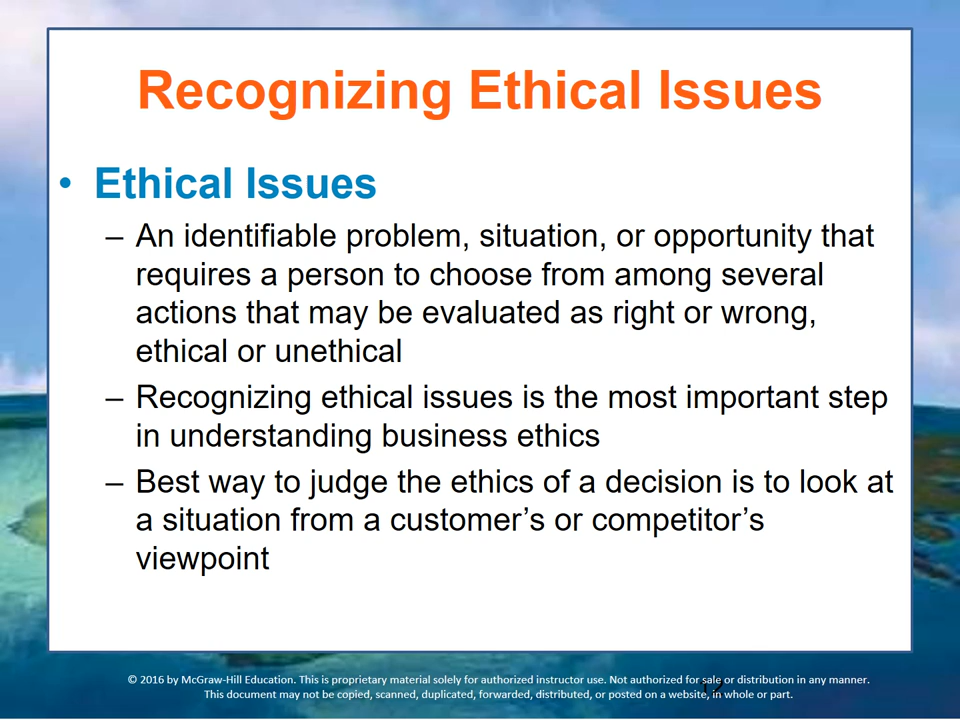 Recognizing Ethical Issues
• Ethical Issues
– An identifiable problem, situation, or opportunity that
requires a person to choose from among several
actions that may be evaluated as right or wrong,
ethical or unethical
– Recognizing ethical issues is the most important step
in understanding business ethics
– Best way to judge the ethics of a decision is to look at
a situation from a customer’s or competitor’s
viewpoint
© 2016 by McGraw-Hill Education. This is proprietary material solely for authorized instructor use. Not authorized for sale or distribution in any manner.
This document may not be copied, scanned, duplicated, forwarded, distributed, or posted on a website, in whole or part.